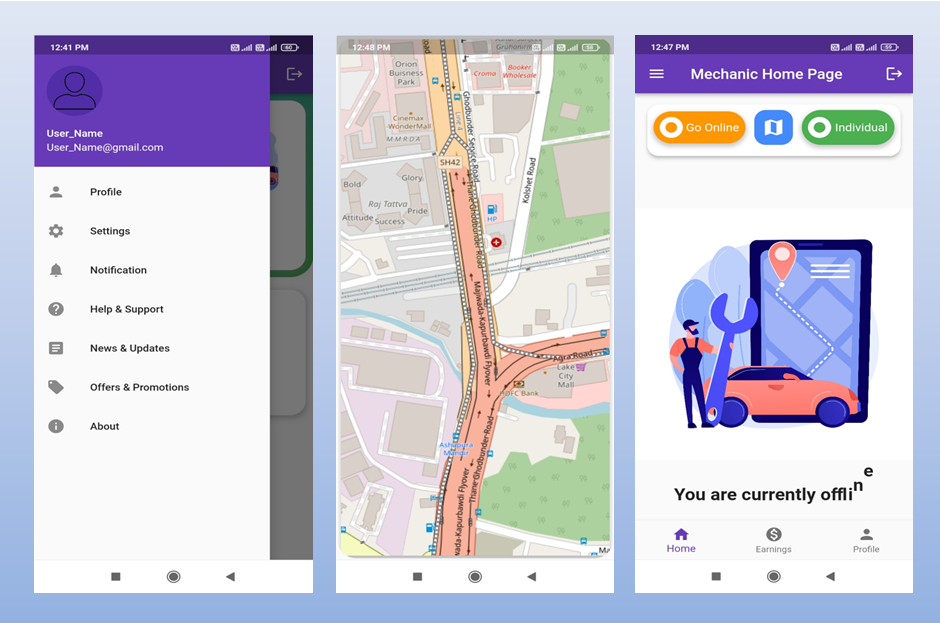 12:41 PM
60
User_Name
User_Name@gmail.com
Profile
Settings
Notification
Help & Support
News & Updates
Offers & Promotions
About
12:48 PM
59
Orion
Buisness
Park
Croma
Booker
Wholesale
Cinemax
WonderMall
M.M.R.D.A
Ghodbunder Service Road
SH42
Kolshet Road
Bold
Glory
Raj Tattva
Attitude
Pride
Success
HP
Thane Ghodbunder Road
Majiwada-Kapurbawdi Flyover
Agra Road
Lake
City
Mall
HDFC Bank
Ashapura
Mandir
Thane Ghodbunder Road
Majiwada-Kapurbawdi Flyover
Ma
12:47 PM
59
Mechanic Home Page
Go Online
Individual
You are currently offline
Home
Earnings
Profile